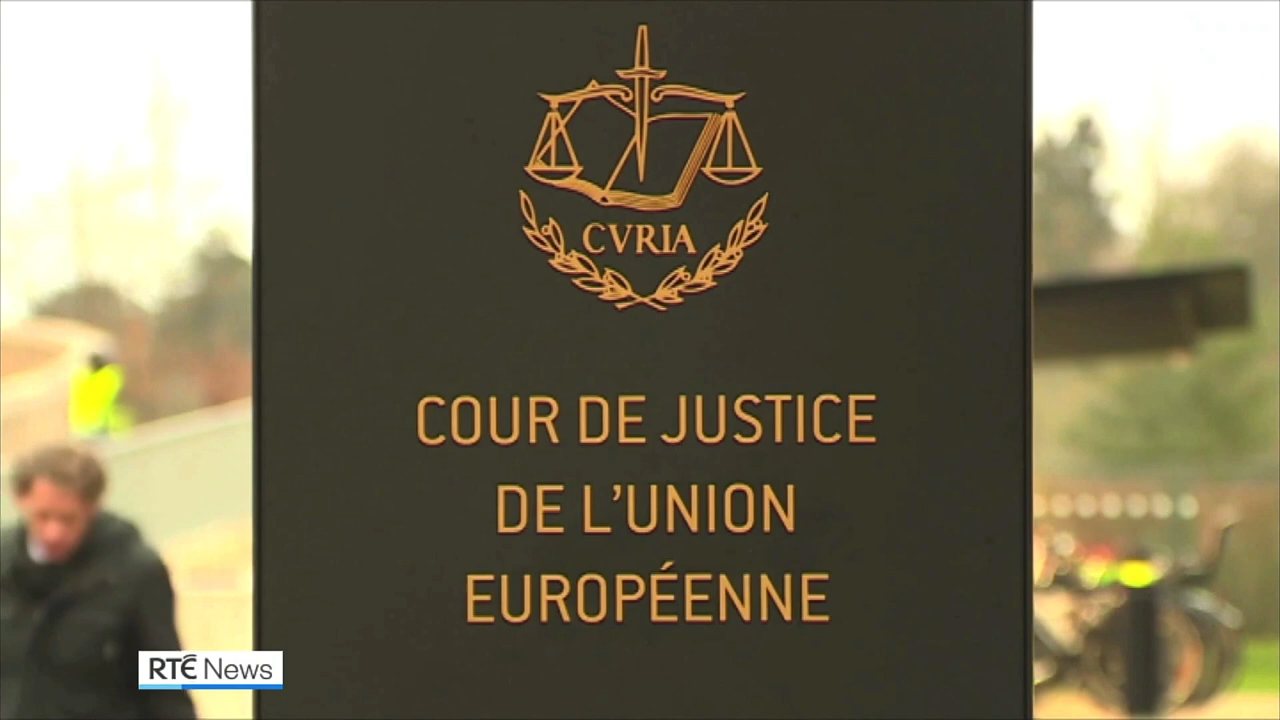 CVRIA
COUR DE JUSTICE
DE L'UNION
EUROPÉENNE
RTÉ News